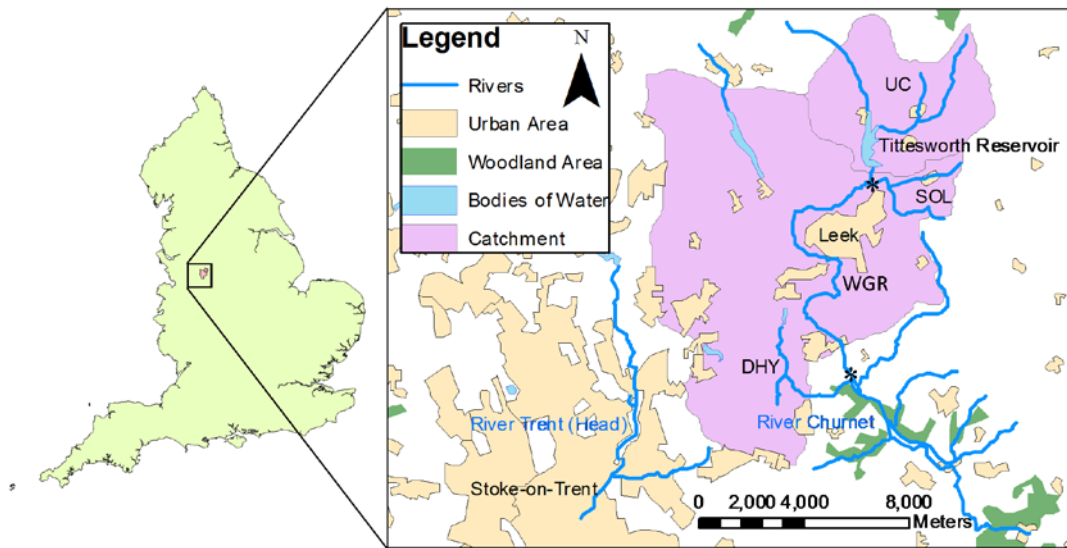 Legend
N
Rivers
Urban Area
Woodland Area
Bodies of Water
Catchment
UC
Tittesworth Reservoir
*
SOL
Leek
WGR
DHY
*
River Trent (Head)
River Churnet
Stoke-on-Trent
0 2,000 4,000 8,000
Meters